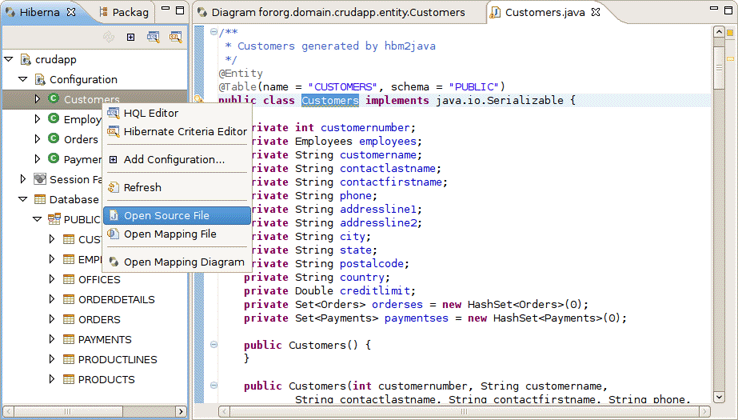 Hiberna
Packag
Diagram fororg.domain.crudapp.entity.Customers
Customers.java
crudapp
Configuration
Customers
Employ
Orders
Payment
Session Fa
Database
PUBLIC
CUST
EMPL
OFFICES
ORDERDETAILS
ORDERS
PAYMENTS
PRODUCTLINES
PRODUCTS
HQL Editor
Hibernate Criteria Editor
Add Configuration...
Refresh
Open Source File
Open Mapping File
Open Mapping Diagram
/**
* Customers generated by hbm2java
*/
@Entity
@Table(name = "CUSTOMERS", schema = "PUBLIC")
public class Customers implements java.io.Serializable {
private int customernumber;
private Employees employees;
private String customername;
private String contactlastname;
private String contactfirstname;
private String phone;
private String addressline1;
private String addressline2;
private String city;
private String state;
private String postalcode;
private String country;
private Double creditlimit;
private Set<Orders> orderses = new HashSet<Orders>(0);
private Set<Payments> paymentses = new HashSet<Payments>(0);
public Customers() {
}
public Customers(int customernumber, String customername,
String contactlastname, String contactfirstname, String phone,